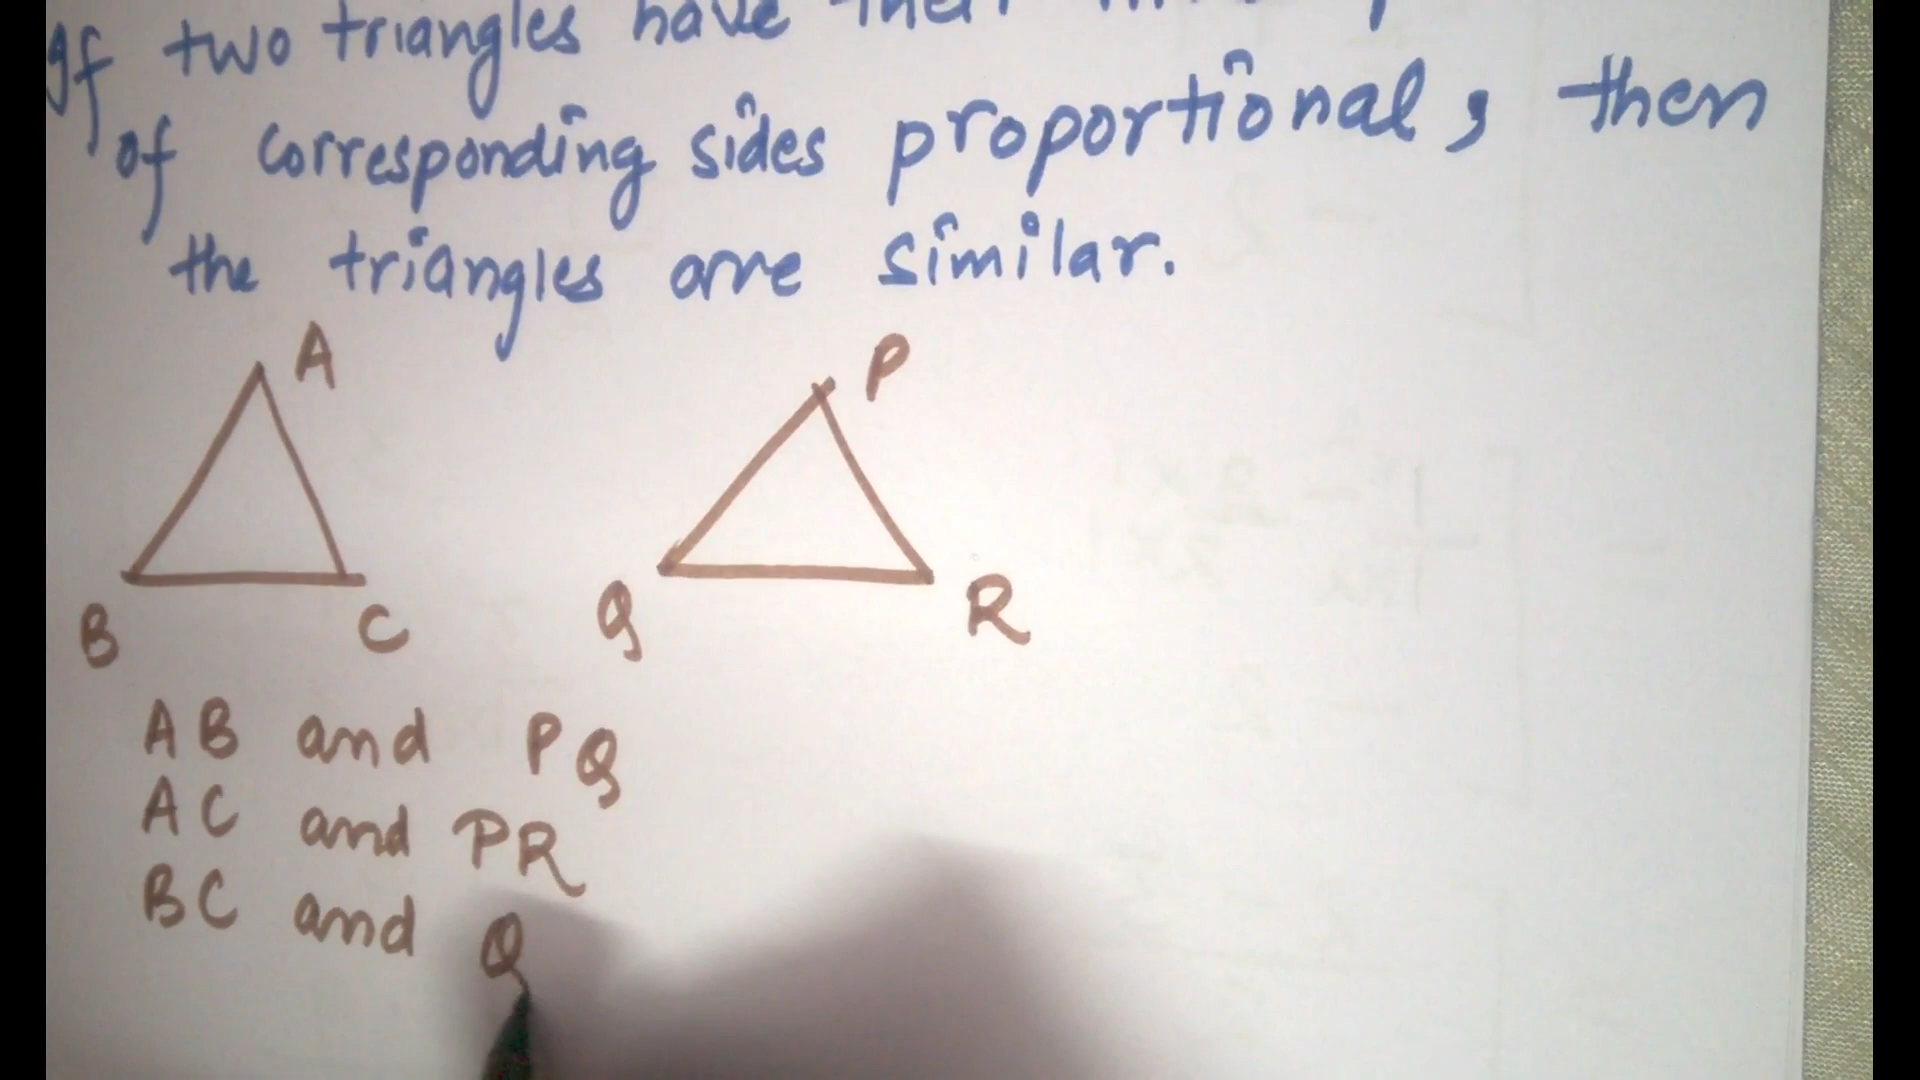 If two triangles have their
of corresponding sides proportional, then
the triangles are similar.
A
P
B
C
Q
R
AB and PQ
AC and PR
BC and Q